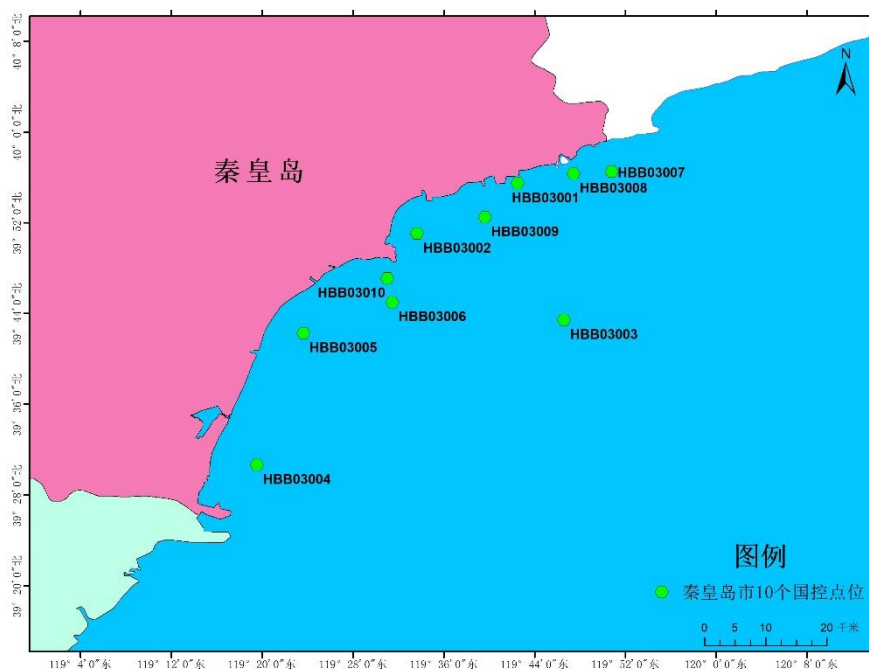 N
40° 8′0″北
40° 0′0″北
39° 52′0″北
39° 44′0″北
39° 36′0″北
39° 28′0″北
39° 20′0″北
秦皇岛
HBB03007
HBB03008
HBB03001
HBB03009
HBB03002
HBB03010
HBB03006
HBB03003
HBB03005
HBB03004
图例
秦皇岛市10个国控点位
0 5 10 20 千米
119° 4′0″东 119° 12′0″东 119° 20′0″东 119° 28′0″东 119° 36′0″东 119° 44′0″东 119° 52′0″东 120° 0′0″东 120° 8′0″东